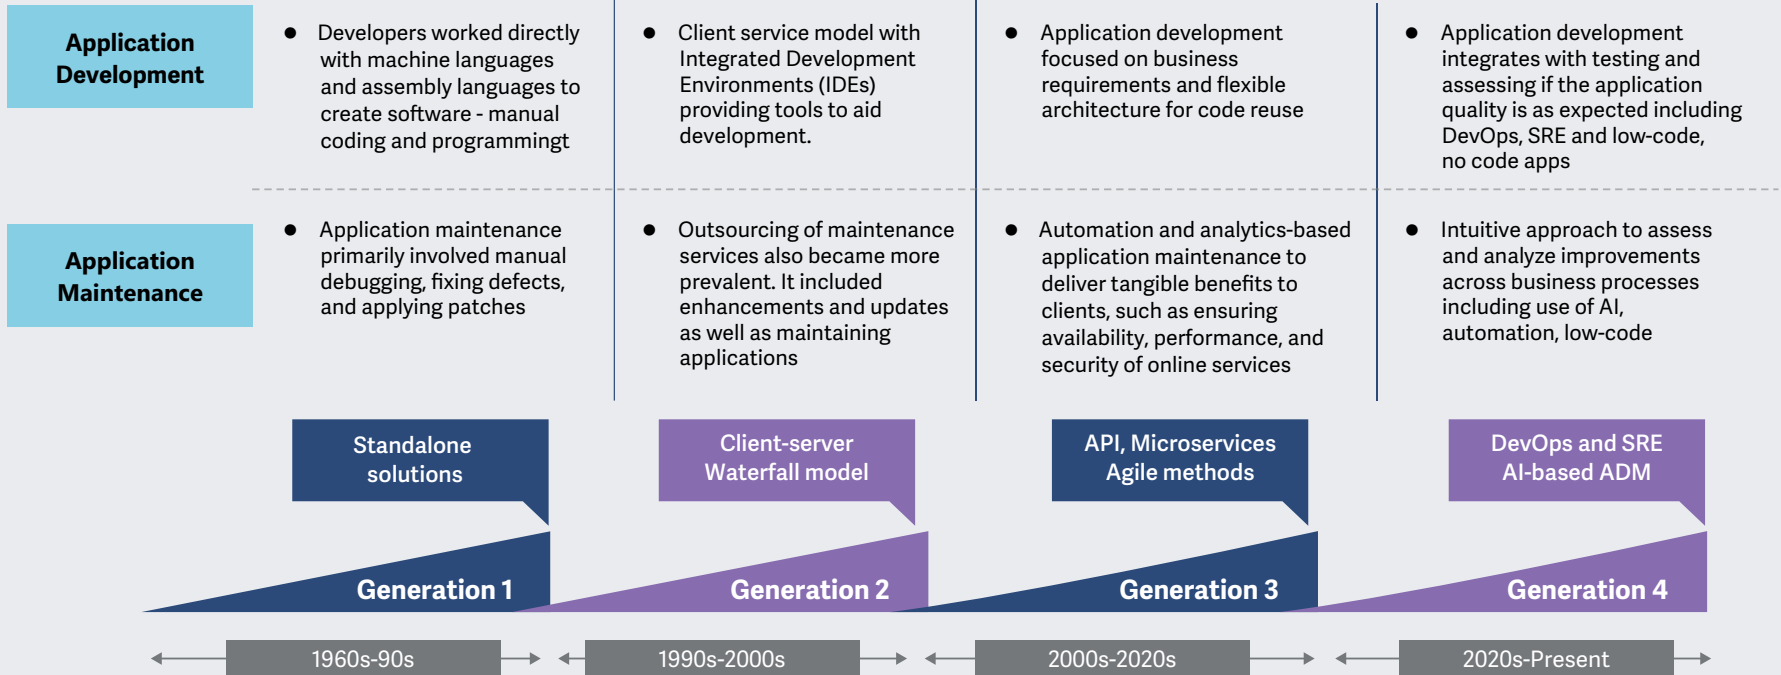 Application
Development
● Developers worked directly
with machine languages
and assembly languages to
create software - manual
coding and programmingt
● Client service model with
Integrated Development
Environments (IDEs)
providing tools to aid
development.
● Application development
focused on business
requirements and flexible
architecture for code reuse
● Application development
integrates with testing and
assessing if the application
quality is as expected including
DevOps, SRE and low-code,
no code apps
Application
Maintenance
● Application maintenance
primarily involved manual
debugging, fixing defects,
and applying patches
● Outsourcing of maintenance
services also became more
prevalent. It included
enhancements and updates
as well as maintaining
applications
● Automation and analytics-based
application maintenance to
deliver tangible benefits to
clients, such as ensuring
availability, performance, and
security of online services
● Intuitive approach to assess
and analyze improvements
across business processes
including use of AI,
automation, low-code
Standalone
solutions
Client-server
Waterfall model
API, Microservices
Agile methods
DevOps and SRE
AI-based ADM
Generation 1
Generation 2
Generation 3
Generation 4
1960s-90s
1990s-2000s
2000s-2020s
2020s-Present